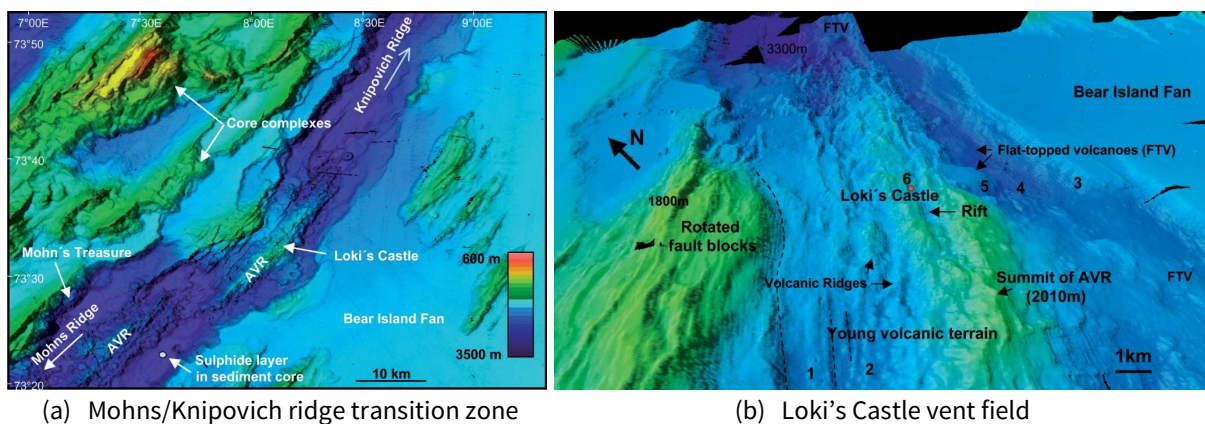 7°00E
7°30
8°00
8°30
9°00
73°50
73°40
73°30
73°20
Knipovich Ridge
Core complexes
Mohn´s Treasure
AVR
Loki´s Castle
600 m
3500 m
Bear Island Fan
Mohns Ridge
AVR
Sulphide layer
in sediment core
10 km
(a) Mohns/Knipovich ridge transition zone
FTV
3300m
Bear Island Fan
N
Flat-topped volcanoes (FTV)
6
5
4
3
Loki´s Castle
1800m
Rift
Rotated
fault blocks
Volcanic Ridges
Summit of AVR
(2010m)
FTV
Young volcanic terrain
1
2
1km
(b) Loki’s Castle vent field